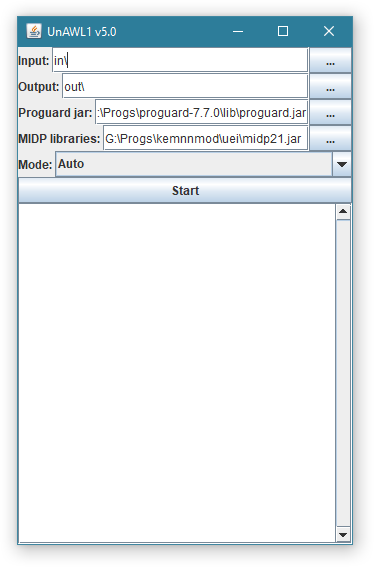 UnAWL1 v5.0
Input: in\ ...
Output: out\ ...
Proguard jar: :\Progs\proguard-7.7.0\lib\proguard.jar ...
MIDP libraries: G:\Progs\kemnnmod\uei\midp21.jar ...
Mode: Auto
Start